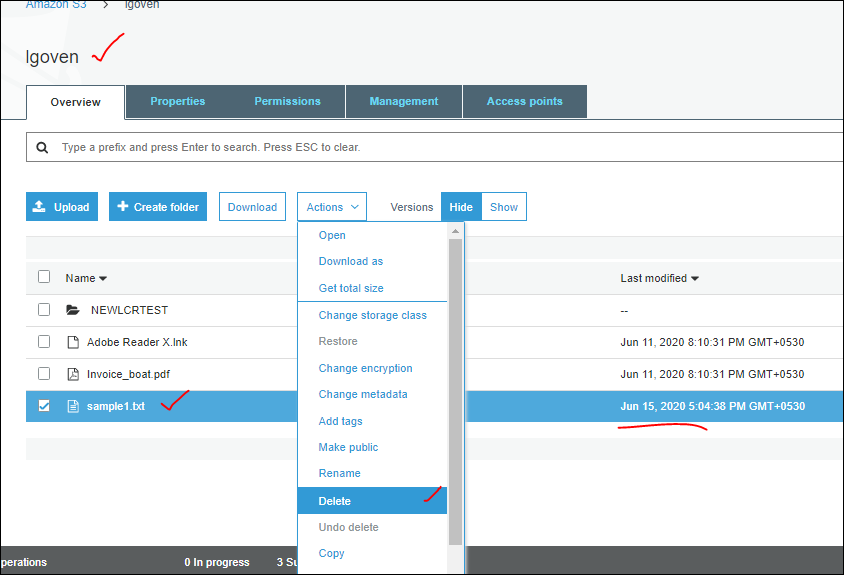 Amazon S3 > lgoven
lgoven
Overview Properties Permissions Management Access points
Type a prefix and press Enter to search. Press ESC to clear.
Upload Create folder Download Actions Versions Hide Show
Open
Download as
Get total size
Name Last modified
Change storage class
NEWLCRTEST --
Restore
Adobe Reader X.lnk Jun 11, 2020 8:10:31 PM GMT+0530
Change encryption
Invoice_boat.pdf Jun 11, 2020 8:10:31 PM GMT+0530
Change metadata
sample1.txt Jun 15, 2020 5:04:38 PM GMT+0530
Add tags
Make public
Rename
Delete
Undo delete
Copy
perations 0 In progress 3 Su